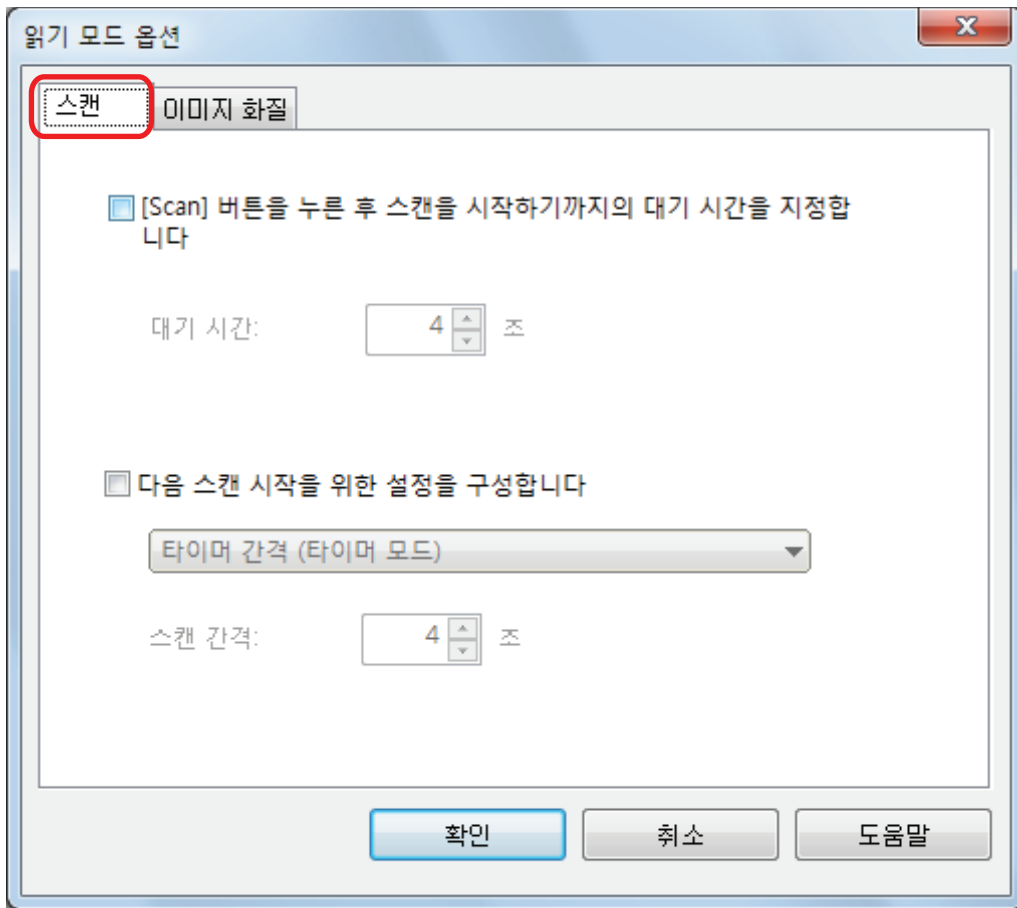 읽기 모드 옵션
스캔 이미지 화질
[Scan] 버튼을 누른 후 스캔을 시작하기까지의 대기 시간을 지정합
니다
대기 시간: 4 조
다음 스캔 시작을 위한 설정을 구성합니다
타이머 간격 (타이머 모드)
스캔 간격: 4 조
확인 취소 도움말